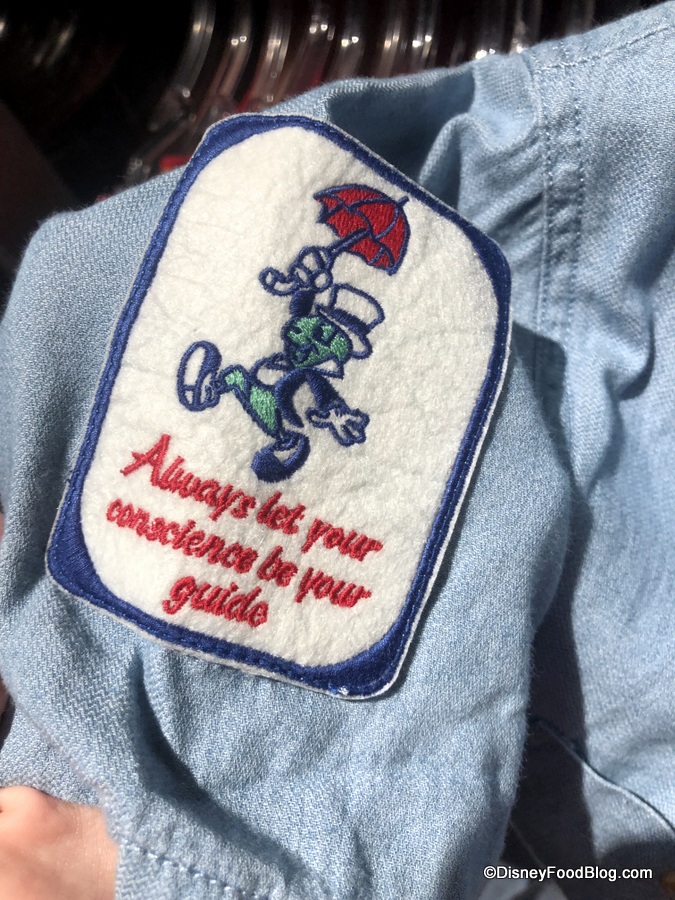 Always let your
conscience be your
guide
©DisneyFoodBlog.com